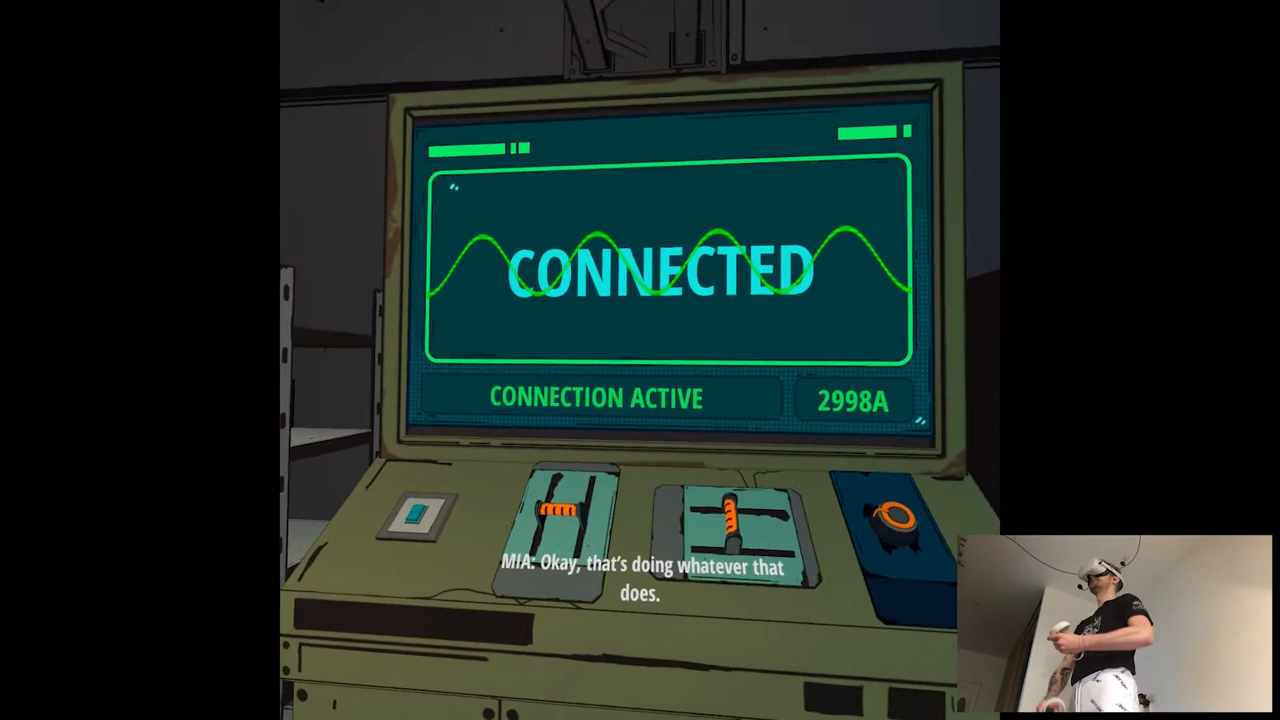 CONNECTED
CONNECTION ACTIVE
2998A
MIA: Okay, that's doing whatever that
does.